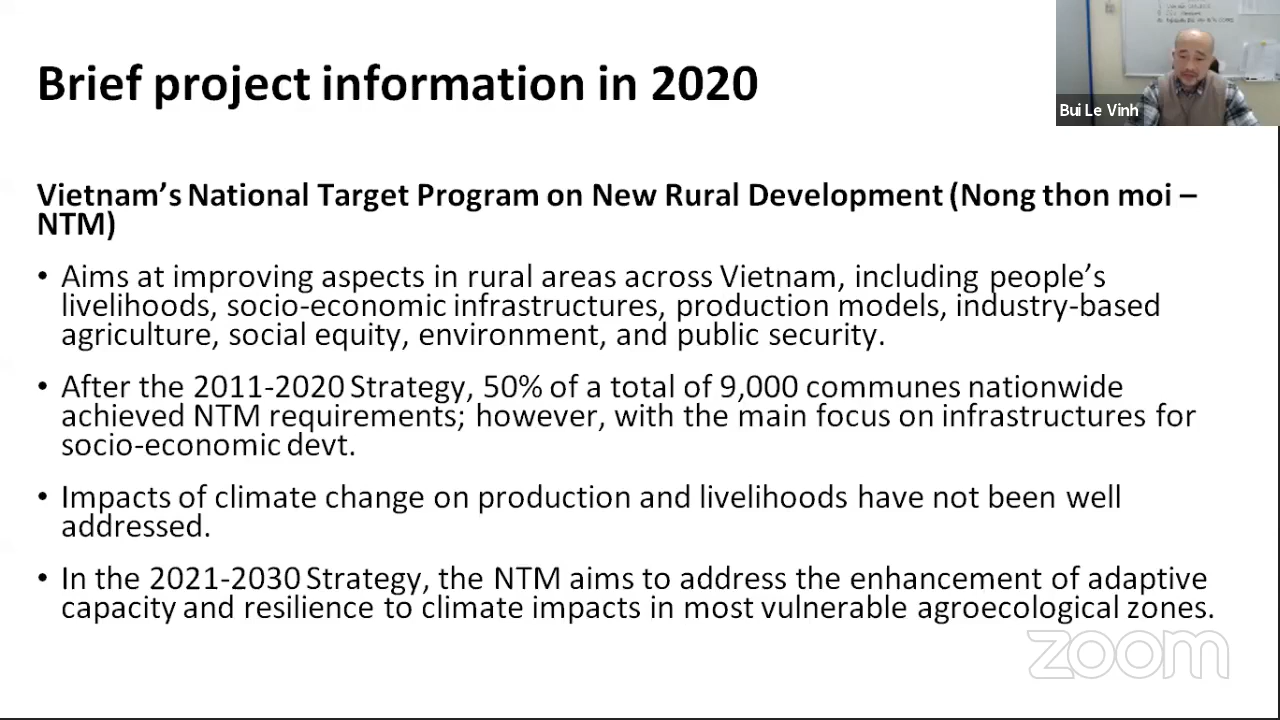 Brief project information in 2020
Bui Le Vinh
Vietnam’s National Target Program on New Rural Development (Nong thon moi –
NTM)
• Aims at improving aspects in rural areas across Vietnam, including people’s
livelihoods, socio-economic infrastructures, production models, industry-based
agriculture, social equity, environment, and public security.
• After the 2011-2020 Strategy, 50% of a total of 9,000 communes nationwide
achieved NTM requirements; however, with the main focus on infrastructures for
socio-economic devt.
• Impacts of climate change on production and livelihoods have not been well
addressed.
• In the 2021-2030 Strategy, the NTM aims to address the enhancement of adaptive
capacity and resilience to climate impacts in most vulnerable agroecological zones.
zoom